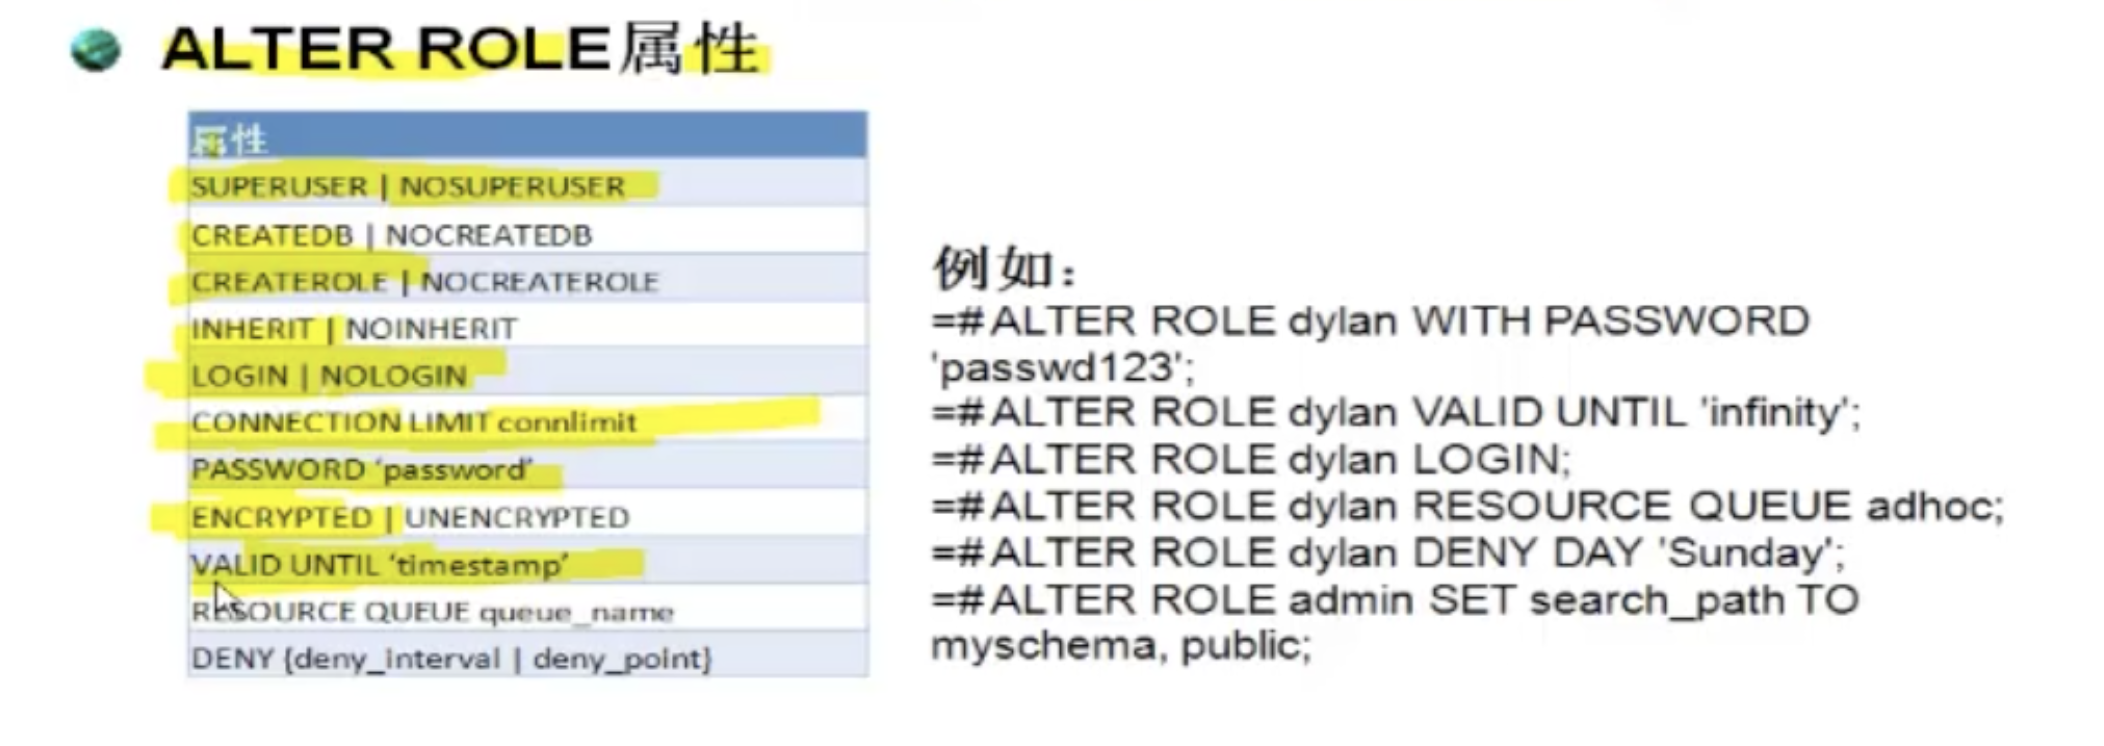 ALTER ROLE属性
属性
SUPERUSER | NOSUPERUSER
CREATEDB | NOCREATEDB
CREATEROLE | NOCREATEROLE
INHERIT | NOINHERIT
LOGIN | NOLOGIN
CONNECTION LIMIT connlimit
PASSWORD ‘password’
ENCRYPTED | UNENCRYPTED
VALID UNTIL ‘timestamp’
RESOURCE QUEUE queue_name
DENY {deny_interval | deny_point}
例如：
=# ALTER ROLE dylan WITH PASSWORD
'passwd123';
=# ALTER ROLE dylan VALID UNTIL 'infinity';
=# ALTER ROLE dylan LOGIN;
=# ALTER ROLE dylan RESOURCE QUEUE adhoc;
=# ALTER ROLE dylan DENY DAY 'Sunday';
=# ALTER ROLE admin SET search_path TO
myschema, public;